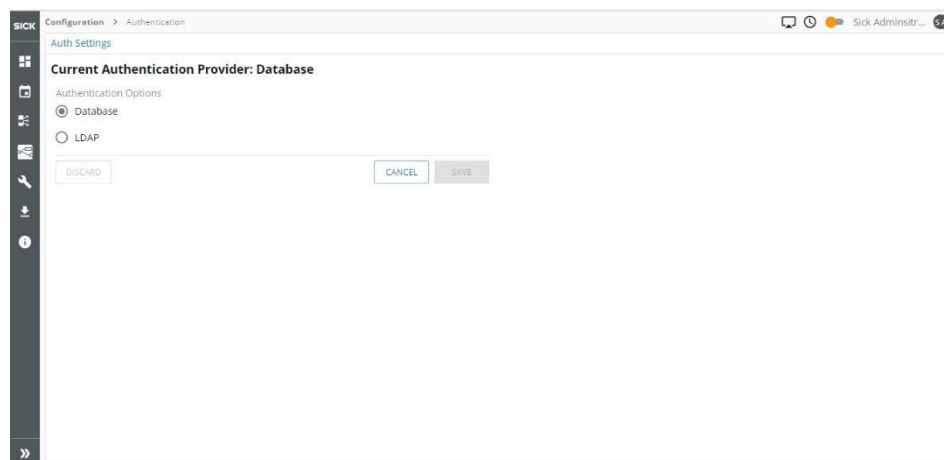 SICK
Configuration > Authentication
Sick Adminsitr...
Auth Settings
Current Authentication Provider: Database
Authentication Options
Database
LDAP
DISCARD
CANCEL
SAVE